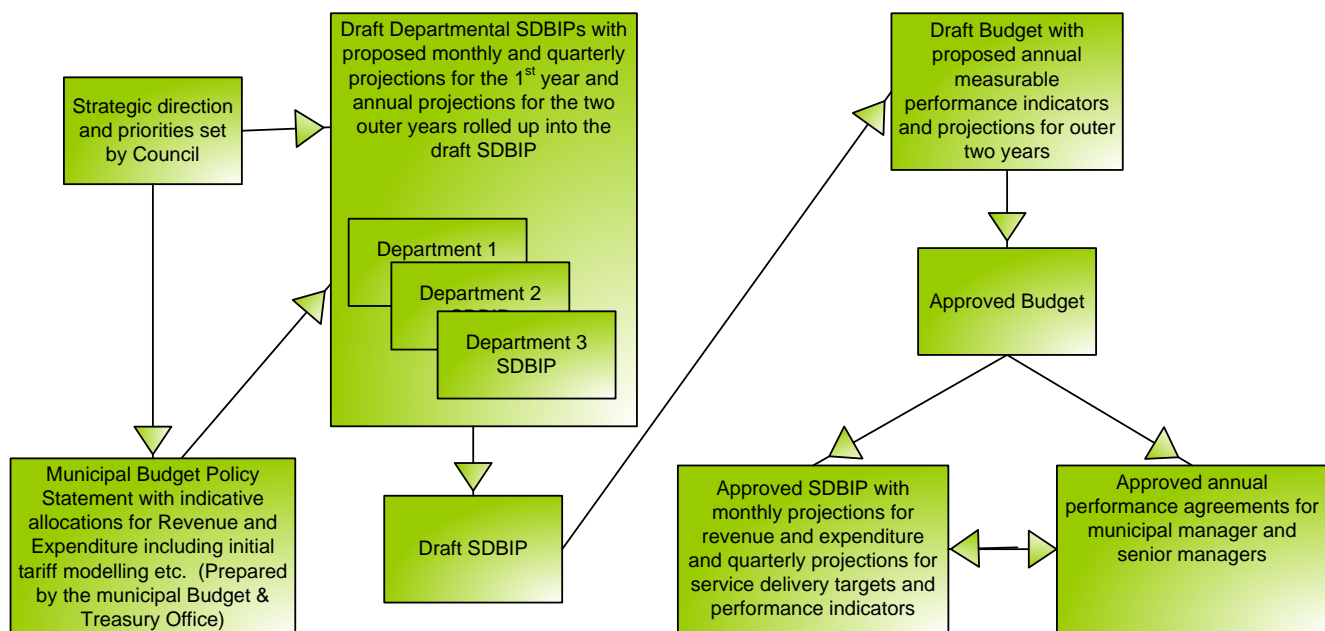 Strategic direction
and priorities set
by Council
Draft Departmental SDBIPs with
proposed monthly and quarterly
projections for the 1st year and
annual projections for the two
outer years rolled up into the
draft SDBIP
Department 1
Department 2
SDBIP
Department 3
SDBIP
Municipal Budget Policy
Statement with indicative
allocations for Revenue and
Expenditure including initial
tariff modelling etc. (Prepared
by the municipal Budget &
Treasury Office)
Draft SDBIP
Draft Budget with
proposed annual
measurable
performance indicators
and projections for outer
two years
Approved Budget
Approved SDBIP with
monthly projections for
revenue and expenditure
and quarterly projections for
service delivery targets and
performance indicators
Approved annual
performance agreements for
municipal manager and
senior managers